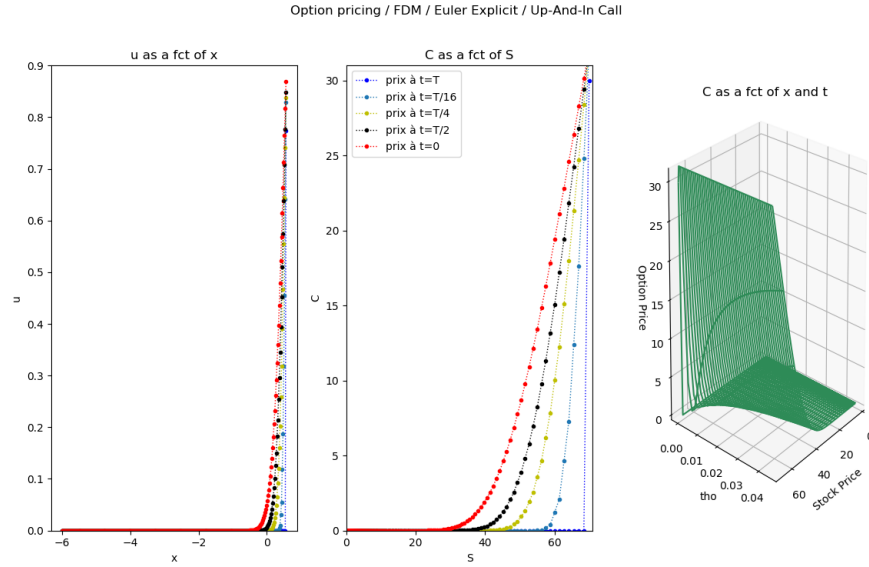 Option pricing / FDM / Euler Explicit / Up-And-In Call
u as a fct of x
0.9
0.8
0.7
0.6
0.5
0.4
0.3
0.2
0.1
0.0
u
−6
−4
−2
0
x
C as a fct of S
prix à t=T
prix à t=T/16
prix à t=T/4
prix à t=T/2
prix à t=0
30
25
20
15
10
5
0
C
0
20
40
60
S
C as a fct of x and t
30
25
20
15
10
5
0
Option Price
0.00
0.01
0.02
0.03
0.04
tho
60
40
20
Stock Price